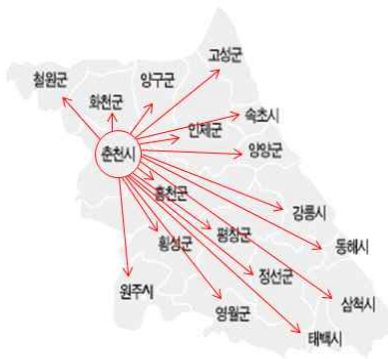 고성군
철원군
양구군
화천군
속초시
인제군
춘천시
양양군
홍천군
강릉시
평창군
횡성군
동해시
정선군
원주시
삼척시
영월군
태백시